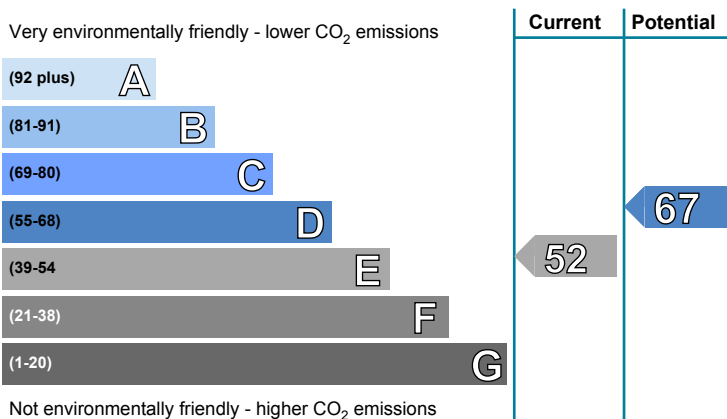 Current Potential
Very environmentally friendly - lower CO2 emissions
(92 plus) A
(81-91) B
(69-80) C
(55-68) D
67
(39-54 E
52
(21-38) F
(1-20) G
Not environmentally friendly - higher CO2 emissions